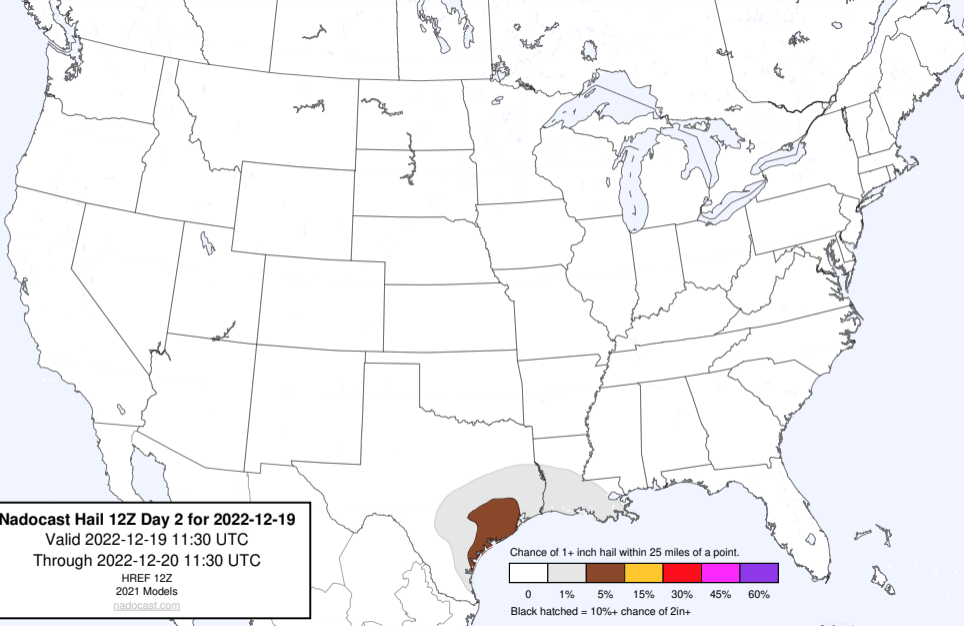 Nadocast Hail 12Z Day 2 for 2022-12-19
Valid 2022-12-19 11:30 UTC
Through 2022-12-20 11:30 UTC
HREF 12Z
2021 Models
nadocast.com
Chance of 1+ inch hail within 25 miles of a point.
0 1% 5% 15% 30% 45% 60%
Black hatched = 10%+ chance of 2in+